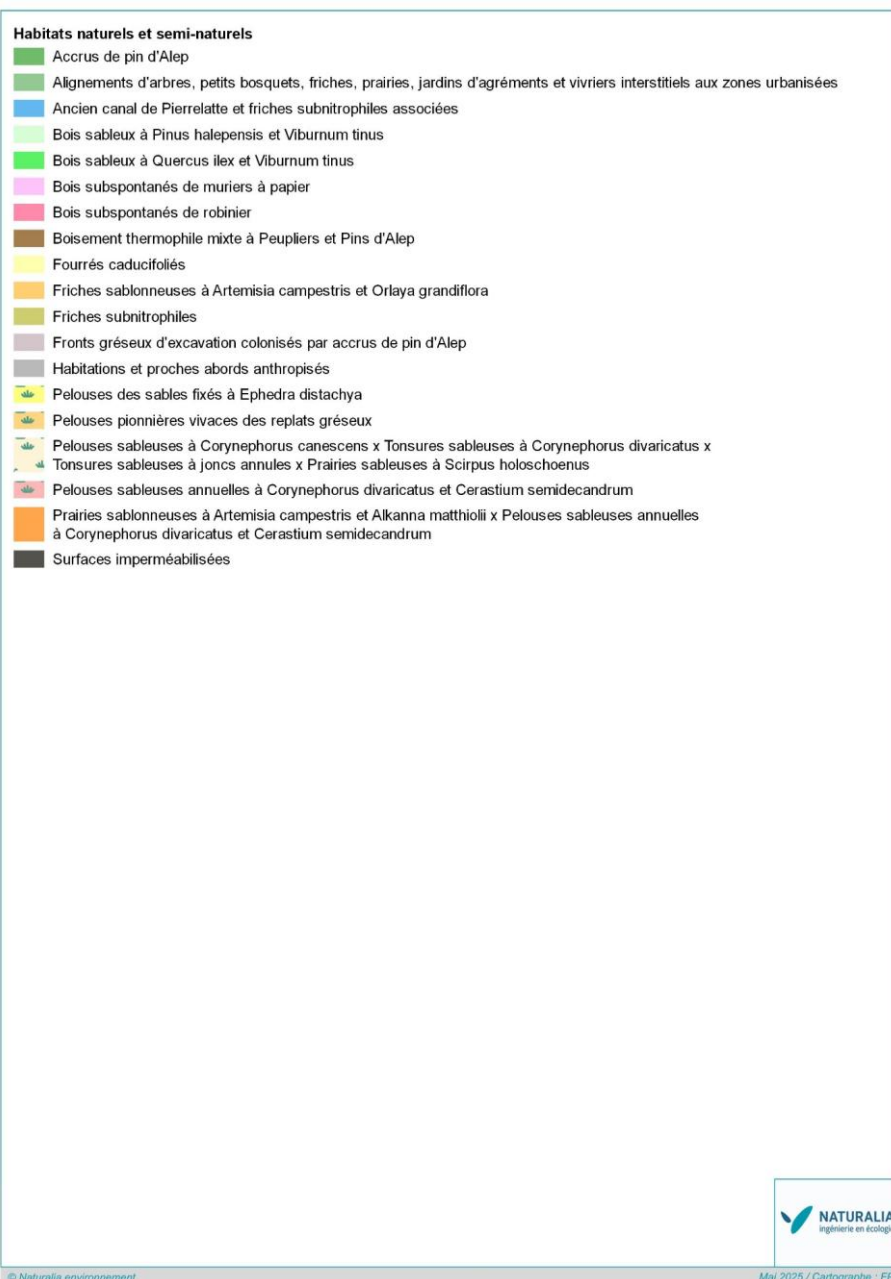 Habitats naturels et semi-naturels
Accrus de pin d'Alep
Alignements d'arbres, petits bosquets, friches, prairies, jardins d'agréments et vivriers interstitiels aux zones urbanisées
Ancien canal de Pierrelatte et friches subnitrophiles associées
Bois sableux à Pinus halepensis et Viburnum tinus
Bois sableux à Quercus ilex et Viburnum tinus
Bois subspontanés de muriers à papier
Bois subspontanés de robinier
Boisement thermophile mixte à Peupliers et Pins d'Alep
Fourrés caducifoliés
Friches sablonneuses à Artemisia campestris et Orlaya grandiflora
Friches subnitrophiles
Fronts gréseux d'excavation colonisés par accrus de pin d'Alep
Habitations et proches abords anthropisés
Pelouses des sables fixés à Ephedra distachya
Pelouses pionnières vivaces des replats gréseux
Pelouses sableuses à Corynephorus canescens x Tonsures sableuses à Corynephorus divaricatus x
Tonsures sableuses à joncs annules x Prairies sableuses à Scirpus holoschoenus
Pelouses sableuses annuelles à Corynephorus divaricatus et Cerastium semidecandrum
Prairies sablonneuses à Artemisia campestris et Alkanna matthiolii x Pelouses sableuses annuelles
à Corynephorus divaricatus et Cerastium semidecandrum
Surfaces imperméabilisées
NATURALIA
ingénierie en écologi
© Naturalia environnement
Mai 2025 / Cartographe :